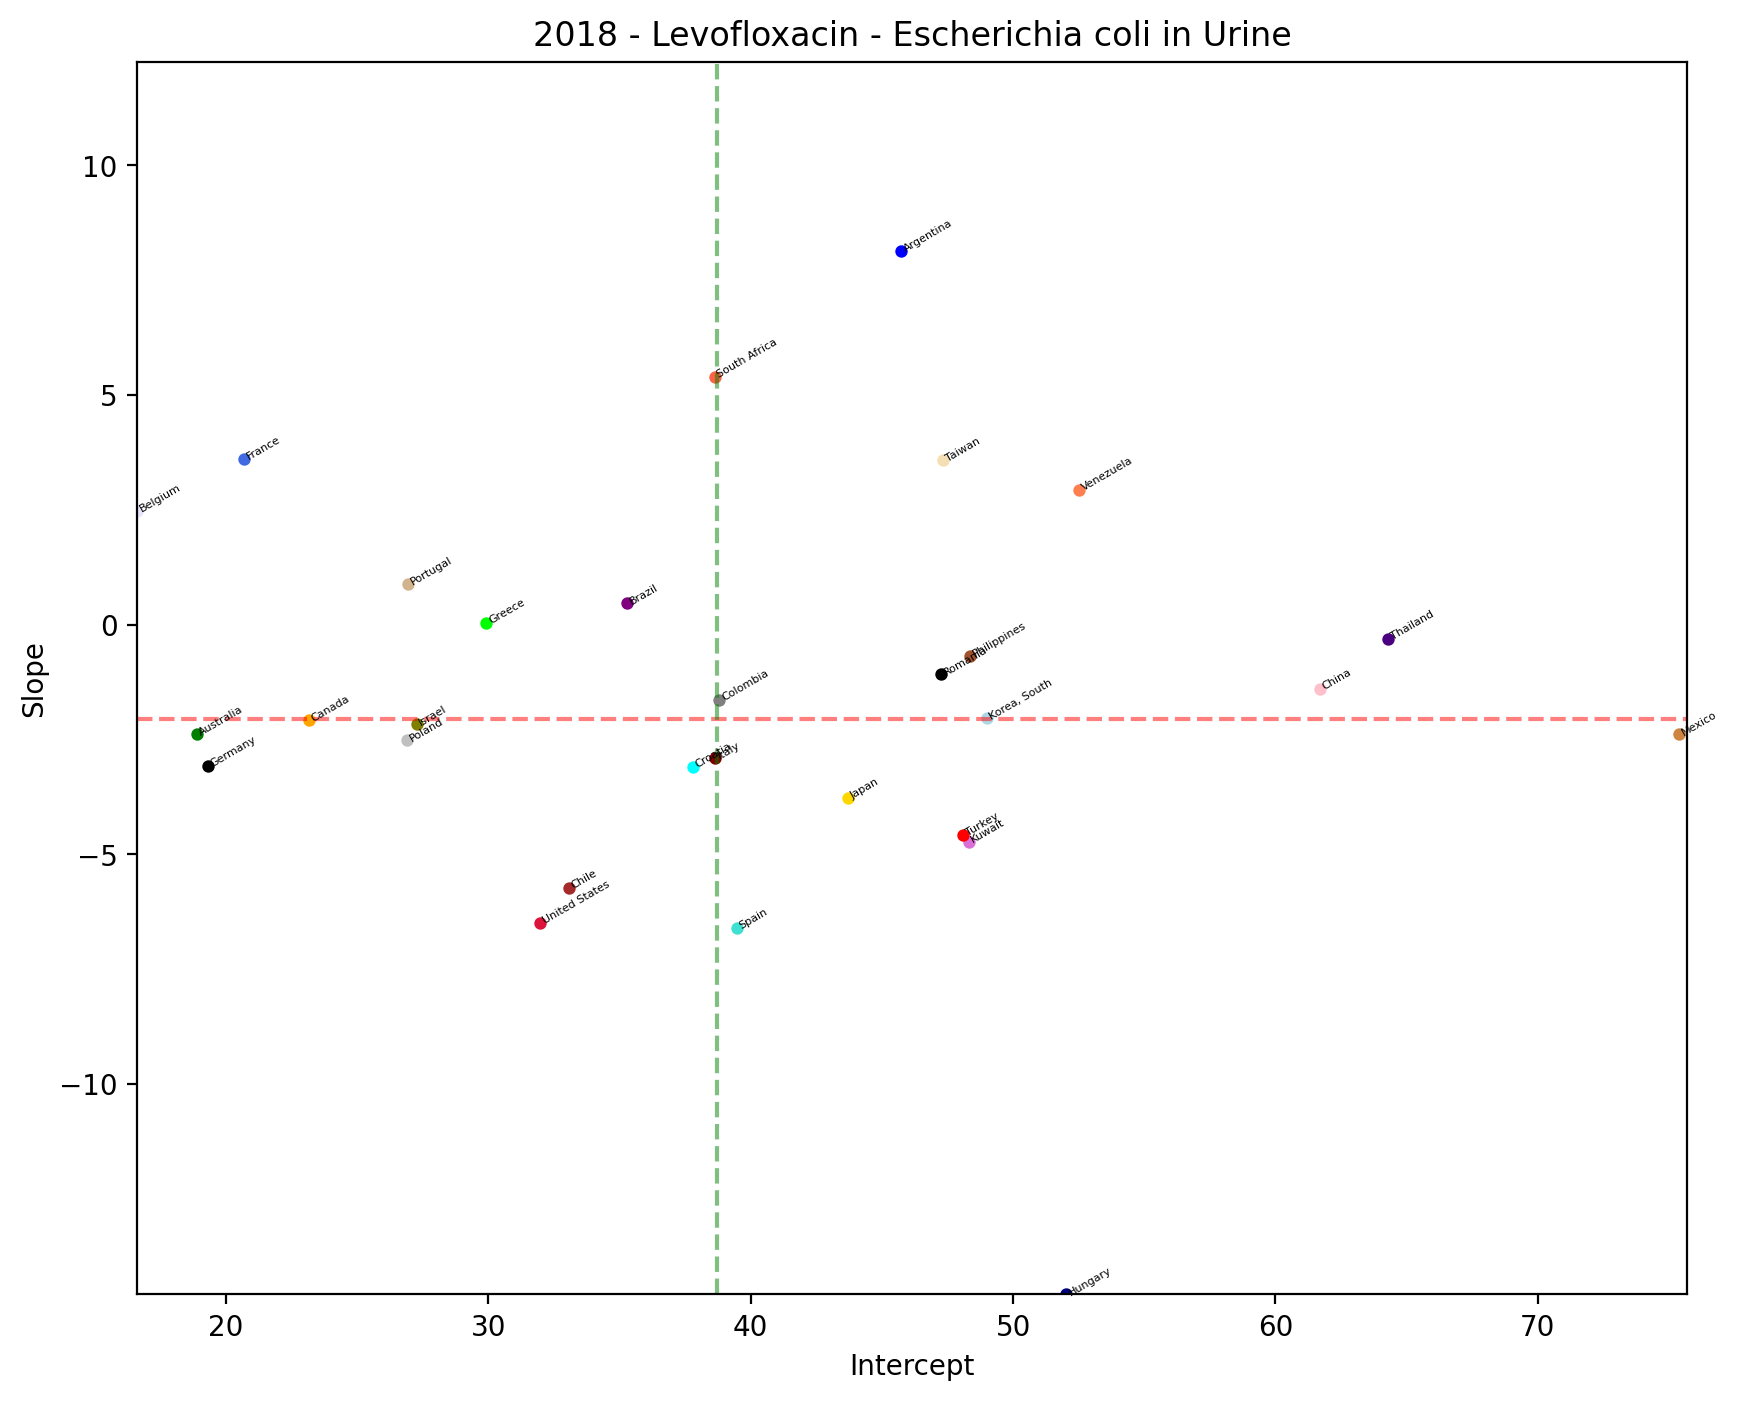 2018 - Levofloxacin - Escherichia coli in Urine
10
Argentina
South Africa
5
France
Taiwan
Venezuela
Belgium
Portugal
Brazil
Greece
0
Thailand
Philippines
Romania
Colombia
China
Korea, South
Canada
Israel
Australia
Poland
Mexico
Germany
Croatia
Italy
Japan
Turkey
Kuwait
−5
Chile
United States
Spain
−10
Hungary
Slope
20
30
40
50
60
70
Intercept